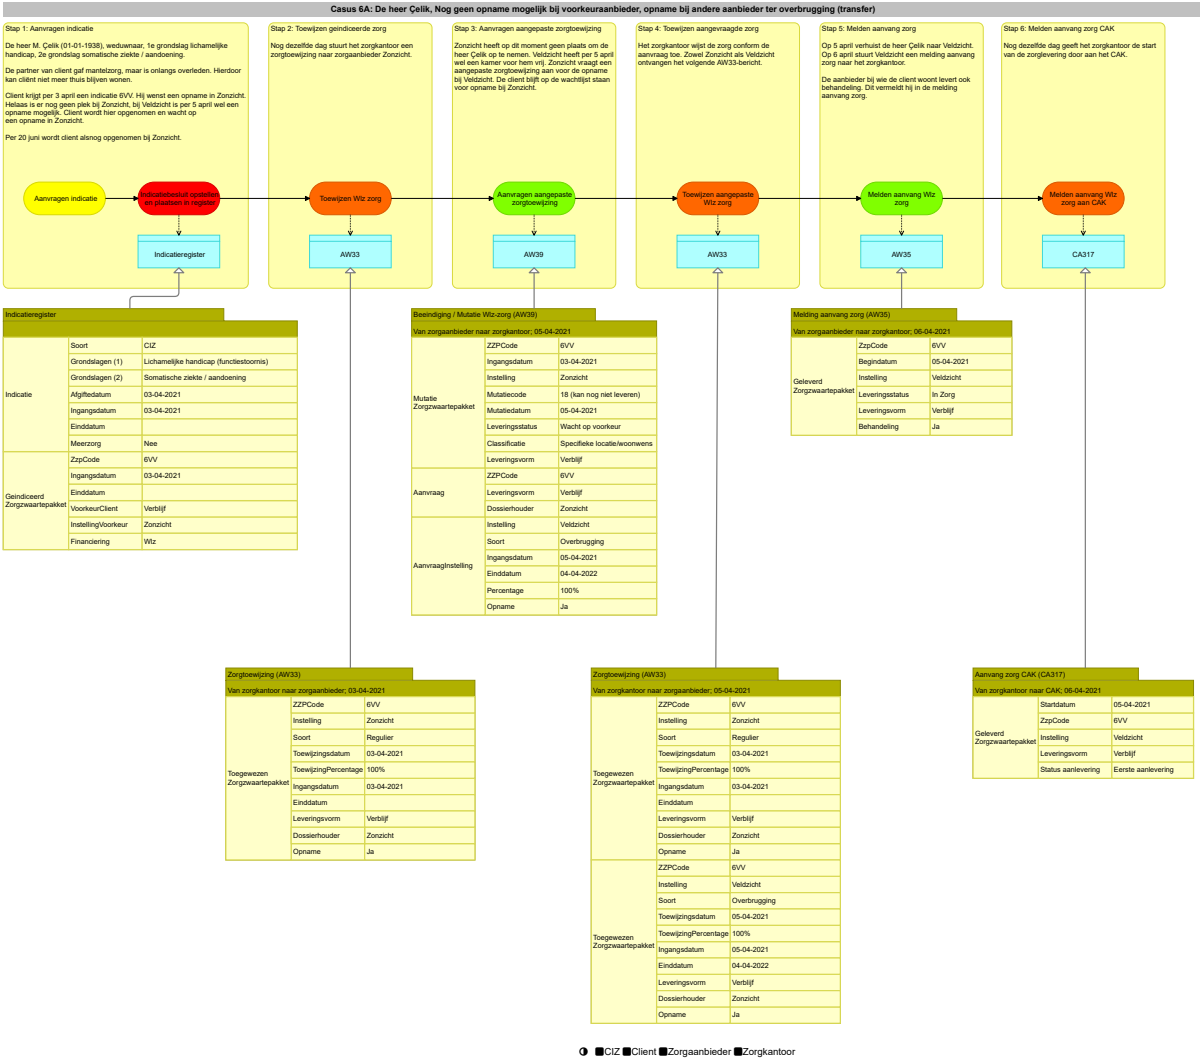 Casus 6A: De heer Çelik, Nog geen opname mogelijk bij voorkeuraanbieder, opname bij andere aanbieder ter overbrugging (transfer)
Stap 1: Aanvragen indicatie
De heer M. Çelik (01-01-1938), weduwnaar, 1e grondslag lichamelijke
handicap, 2e grondslag somatische ziekte / aandoening.
De partner van client gaf mantelzorg, maar is onlangs overleden. Hierdoor
kan cliënt niet meer thuis blijven wonen.
Client krijgt per 3 april een indicatie 6VV. Hij wenst een opname in Zonzicht.
Helaas is er nog geen plek bij Zonzicht, bij Veldzicht is per 5 april wel een
opname mogelijk. Client wordt hier opgenomen en wacht op
een opname in Zonzicht.
Per 20 juni wordt client alsnog opgenomen bij Zonzicht.
Stap 2: Toewijzen geindiceerde zorg
Nog dezelfde dag stuurt het zorgkantoor een
zorgtoewijzing naar zorgaanbieder Zonzicht.
Stap 3: Aanvragen aangepaste zorgtoewijzing
Zonzicht heeft op dit moment geen plaats om de
heer Çelik op te nemen. Veldzicht heeft per 5 april
wel een kamer voor hem vrij. Zonzicht vraagt een
aangepaste zorgtoewijzing aan voor de opname
bij Veldzicht. De client blijft op de wachtlijst staan
voor opname bij Zonzicht.
Stap 4: Toewijzen aangevraagde zorg
Het zorgkantoor wijst de zorg conform de
aanvraag toe. Zowel Zonzicht als Veldzicht
ontvangen het volgende AW33-bericht.
Stap 5: Melden aanvang zorg
Op 5 april verhuist de heer Çelik naar Veldzicht.
Op 6 april stuurt Veldzicht een melding aanvang
zorg naar het zorgkantoor.
De aanbieder bij wie de client woont levert ook
behandeling. Dit vermeldt hij in de melding
aanvang zorg.
Stap 6: Melden aanvang zorg CAK
Nog dezelfde dag geeft het zorgkantoor de start
van de zorglevering door aan het CAK.
Aanvragen indicatie
Indicatiebesluit opstellen
en plaatsen in register
Toewijzen Wlz zorg
Aanvragen aangepaste
zorgtoewijzing
Toewijzen aangepaste
Wlz zorg
Melden aanvang Wlz
zorg
Melden aanvang Wlz
zorg aan CAK
Indicatieregister
AW33
AW39
AW33
AW35
CA317
Indicatieregister
Indicatie
Soort CIZ
Grondslagen (1) Lichamelijke handicap (functiestoornis)
Grondslagen (2) Somatische ziekte / aandoening
Afgiftedatum 03-04-2021
Ingangsdatum 03-04-2021
Einddatum
Meerzorg Nee
Geindiceerd
Zorgzwaartepakket
ZzpCode 6VV
Ingangsdatum 03-04-2021
Einddatum
VoorkeurClient Verblijf
InstellingVoorkeur Zonzicht
Financiering Wlz
Beeindiging / Mutatie Wlz-zorg (AW39)
Van zorgaanbieder naar zorgkantoor; 05-04-2021
Mutatie
Zorgzwaartepakket
ZZPCode 6VV
Ingangsdatum 03-04-2021
Instelling Zonzicht
Mutatiecode 18 (kan nog niet leveren)
Mutatiedatum 05-04-2021
Leveringsstatus Wacht op voorkeur
Classificatie Specifieke locatie/woonwens
Leveringsvorm Verblijf
Aanvraag
ZZPCode 6VV
Leveringsvorm Verblijf
Dossierhouder Zonzicht
AanvraagInstelling
Instelling Veldzicht
Soort Overbrugging
Ingangsdatum 05-04-2021
Einddatum 04-04-2022
Percentage 100%
Opname Ja
Melding aanvang zorg (AW35)
Van zorgaanbieder naar zorgkantoor; 06-04-2021
Geleverd
Zorgzwaartepakket
ZzpCode 6VV
Begindatum 05-04-2021
Instelling Veldzicht
Leveringsstatus In Zorg
Leveringsvorm Verblijf
Behandeling Ja
Zorgtoewijzing (AW33)
Van zorgkantoor naar zorgaanbieder; 03-04-2021
Toegewezen
Zorgzwaartepakket
ZZPCode 6VV
Instelling Zonzicht
Soort Regulier
Toewijzingsdatum 03-04-2021
ToewijzingPercentage 100%
Ingangsdatum 03-04-2021
Einddatum
Leveringsvorm Verblijf
Dossierhouder Zonzicht
Opname Ja
Zorgtoewijzing (AW33)
Van zorgkantoor naar zorgaanbieder; 05-04-2021
Toegewezen
Zorgzwaartepakket
ZZPCode 6VV
Instelling Zonzicht
Soort Regulier
Toewijzingsdatum 03-04-2021
ToewijzingPercentage 100%
Ingangsdatum 03-04-2021
Einddatum
Leveringsvorm Verblijf
Dossierhouder Zonzicht
Opname Ja
Toegewezen
Zorgzwaartepakket
ZZPCode 6VV
Instelling Veldzicht
Soort Overbrugging
Toewijzingsdatum 05-04-2021
ToewijzingPercentage 100%
Ingangsdatum 05-04-2021
Einddatum 04-04-2022
Leveringsvorm Verblijf
Dossierhouder Zonzicht
Opname Ja
Aanvang zorg CAK (CA317)
Van zorgkantoor naar CAK; 06-04-2021
Geleverd
Zorgzwaartepakket
Startdatum 05-04-2021
ZzpCode 6VV
Instelling Veldzicht
Leveringsvorm Verblijf
Status aanlevering Eerste aanlevering
CIZ Client Zorgaanbieder Zorgkantoor